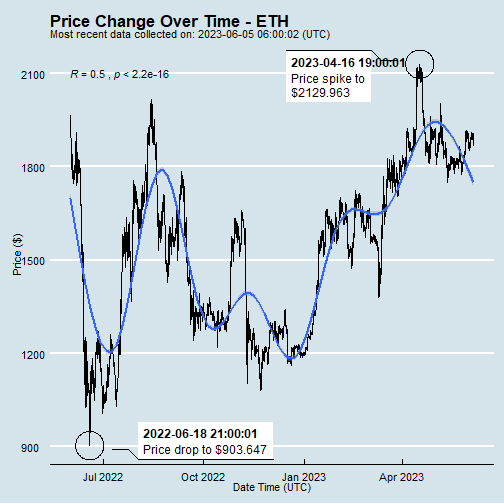 Price Change Over Time - ETH
Most recent data collected on: 2023-06-05 06:00:02 (UTC)
R = 0.5 , p < 2.2e-16
2023-04-16 19:00:01
Price spike to
$2129.963
2100
1800
1500
1200
900
Price ($)
2022-06-18 21:00:01
Price drop to $903.647
Jul 2022
Oct 2022
Jan 2023
Apr 2023
Date Time (UTC)